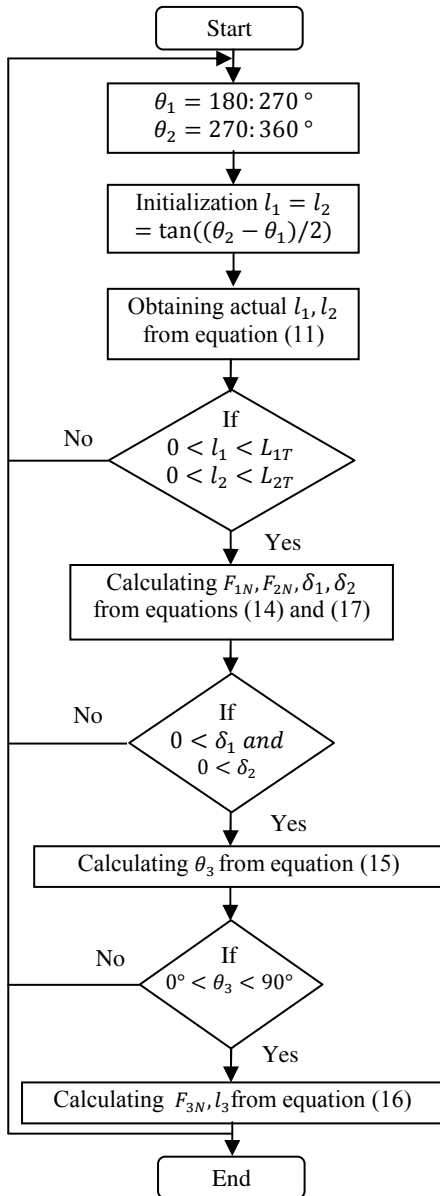 Start
θ₁ = 180: 270 °
θ₂ = 270: 360 °
Initialization l₁ = l₂
= tan((θ₂ − θ₁)/2)
Obtaining actual l₁, l₂
from equation (11)
If
No
0 < l₁ < L₁T
0 < l₂ < L₂T
Yes
Calculating F₁N, F₂N, δ₁, δ₂
from equations (14) and (17)
No
If
0 < δ₁ and
0 < δ₂
Yes
Calculating θ₃ from equation (15)
No
If
0° < θ₃ < 90°
Yes
Calculating F₃N, l₃ from equation (16)
End